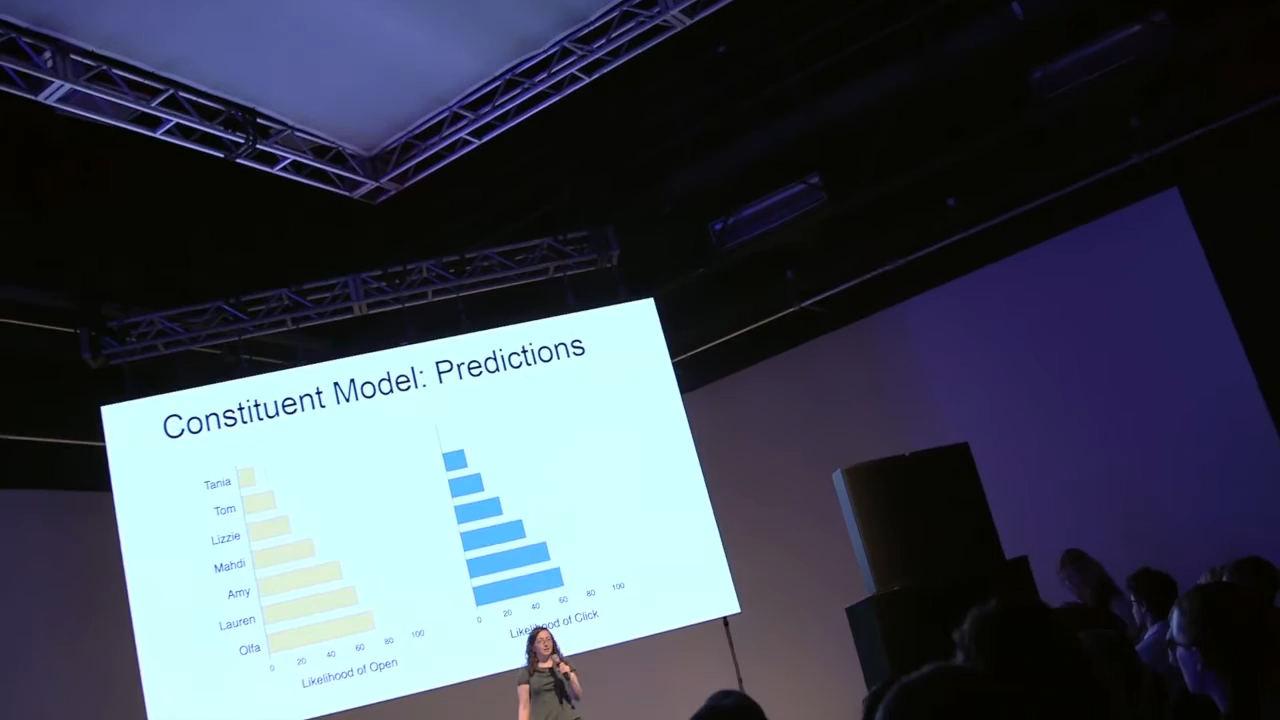 Constituent Model: Predictions
Tania
Tom
Lizzie
Mahdi
Amy
Lauren
Olfa
0 20 40 60 80 100
Likelihood of Open
0 20 40 60 80 100
Likelihood of Click